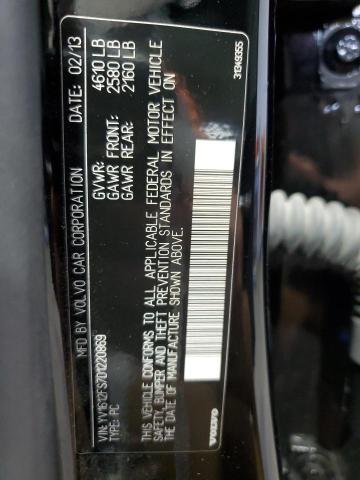 MFD BY VOLVO CAR CORPORATION DATE: 02/13
GVWR: 4610 LB
GAWR FRONT: 2580 LB
GAWR REAR: 2160 LB
VIN: YV1612FS7D1220869
TYPE: PC
THIS VEHICLE CONFORMS TO ALL APPLICABLE FEDERAL MOTOR VEHICLE
SAFETY, BUMPER AND THEFT PREVENTION STANDARDS IN EFFECT ON
THE DATE OF MANUFACTURE SHOWN ABOVE.
VOLVO
31349355